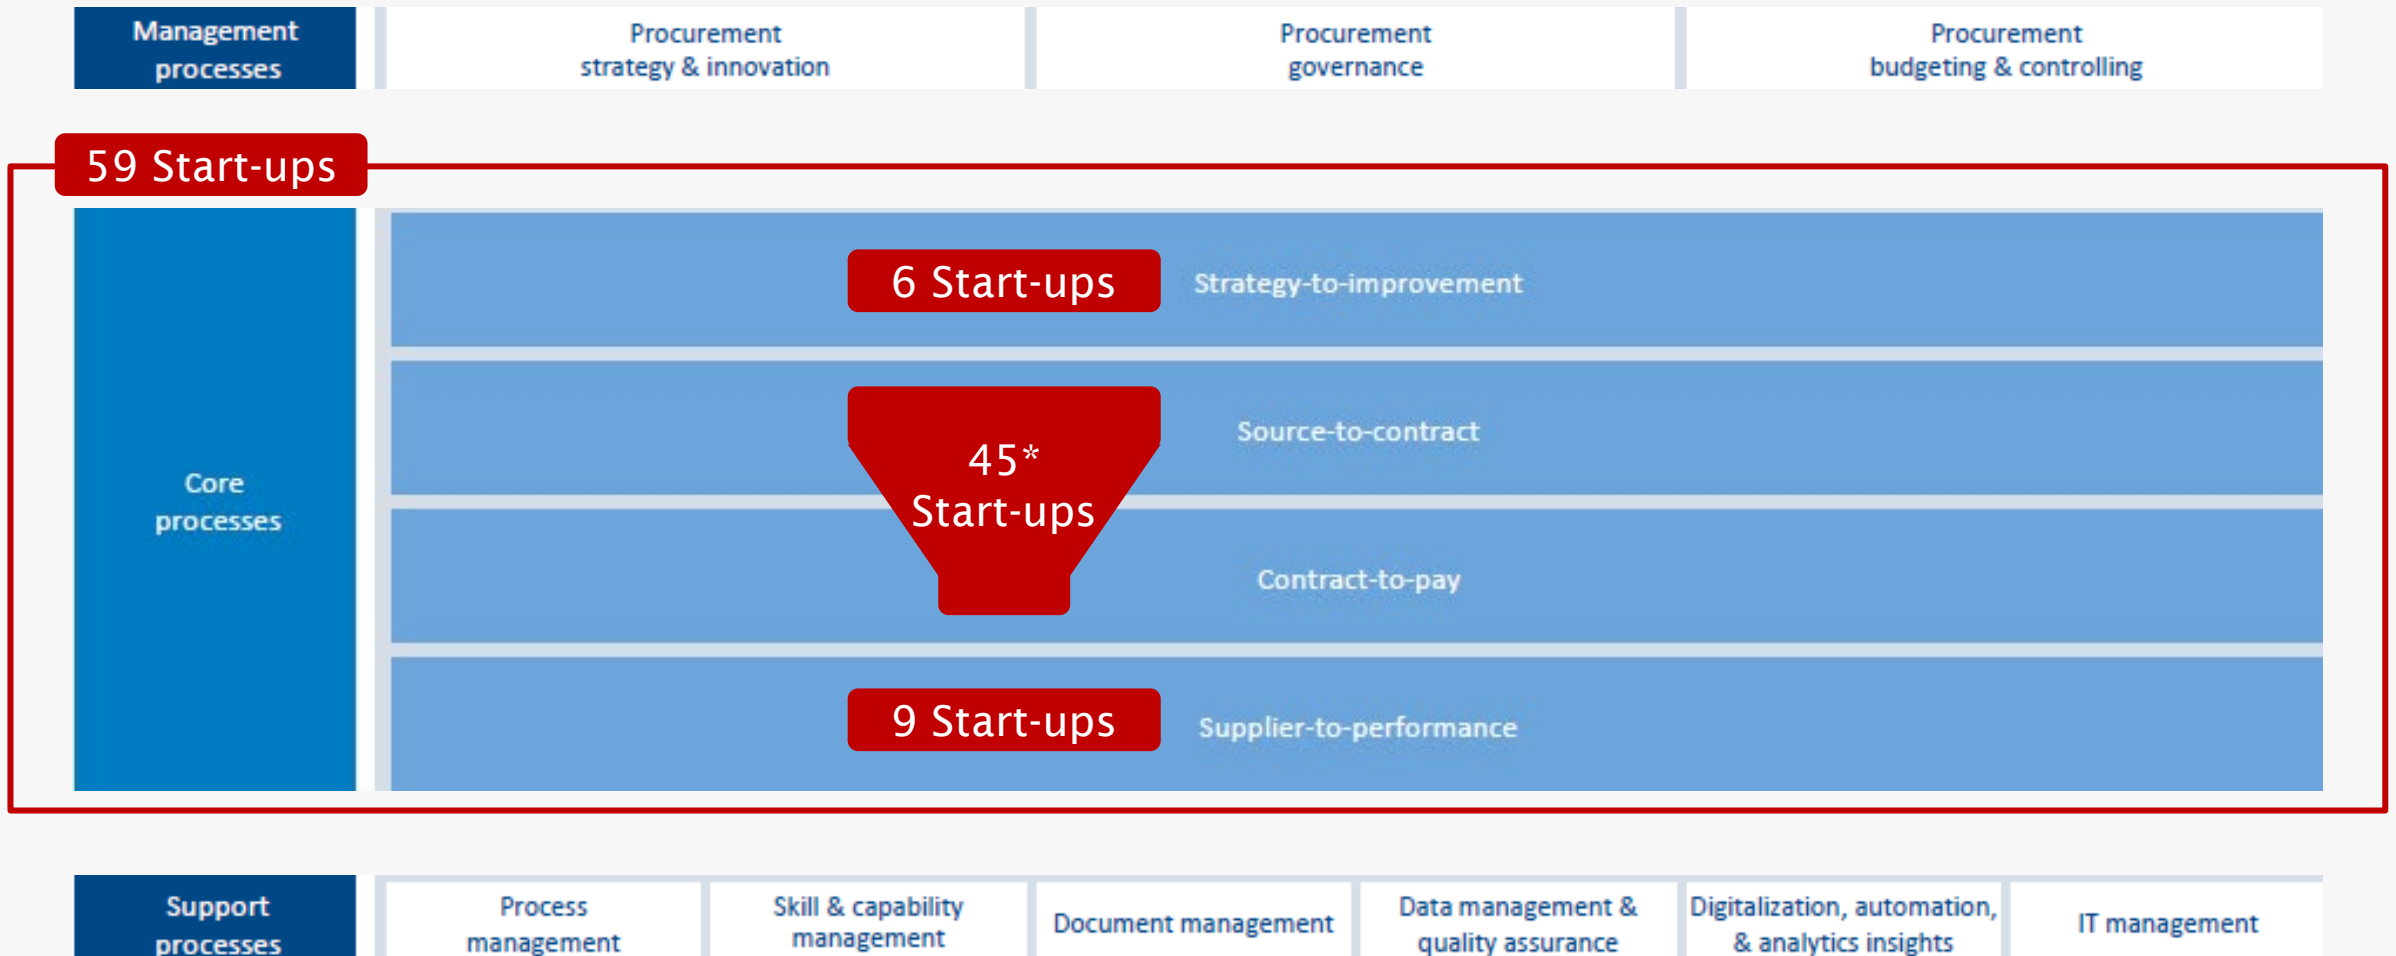 Management
processes
Procurement
strategy & innovation
Procurement
governance
Procurement
budgeting & controlling
59 Start-ups
Core
processes
6 Start-ups
Strategy-to-improvement
45*
Start-ups
Source-to-contract
Contract-to-pay
9 Start-ups
Supplier-to-performance
Support
processes
Process
management
Skill & capability
management
Document management
Data management &
quality assurance
Digitalization, automation,
& analytics insights
IT management